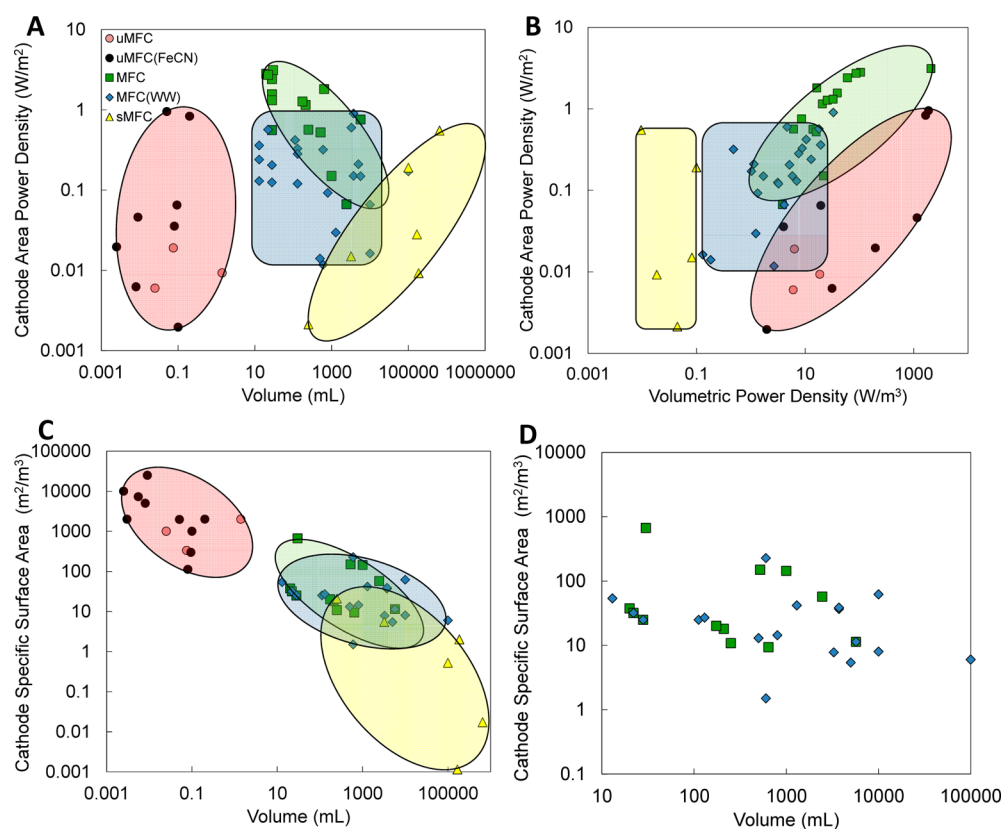 A
Cathode Area Power Density (W/m²)
10
1
0.1
0.01
0.001
uMFC
uMFC(FeCN)
MFC
MFC(WW)
sMFC
0.001 0.1 10 1000 100000 10000000
Volume (mL)
B
Cathode Area Power Density (W/m²)
10
1
0.1
0.01
0.001
0.001 0.1 10 1000
Volumetric Power Density (W/m³)
C
Cathode Specific Surface Area (m²/m³)
100000
10000
1000
100
10
1
0.1
0.01
0.001
0.001 0.1 10 1000 100000
Volume (mL)
D
Cathode Specific Surface Area (m²/m³)
10000
1000
100
10
1
0.1
10 100 1000 10000 100000
Volume (mL)